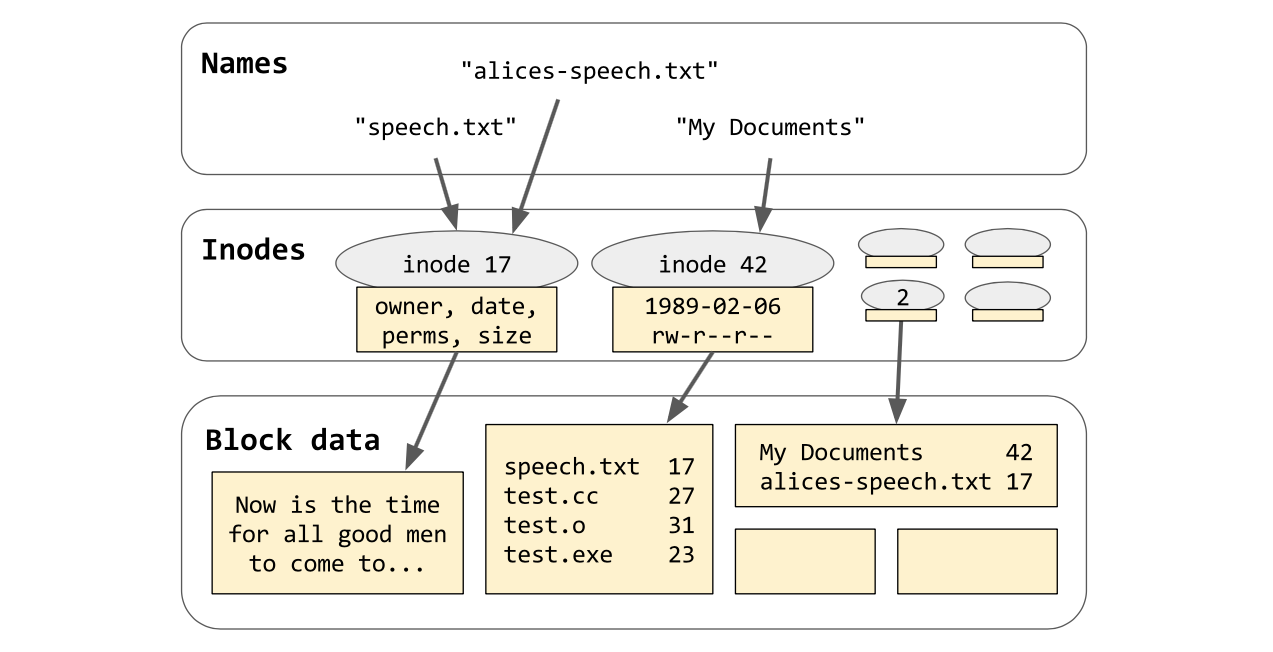 Names
"alices-speech.txt"
"speech.txt"
"My Documents"
Inodes
inode 17
owner, date,
perms, size
inode 42
1989-02-06
rw-r--r--
2
Block data
Now is the time
for all good men
to come to...
speech.txt 17
test.cc 27
test.o 31
test.exe 23
My Documents 42
alices-speech.txt 17